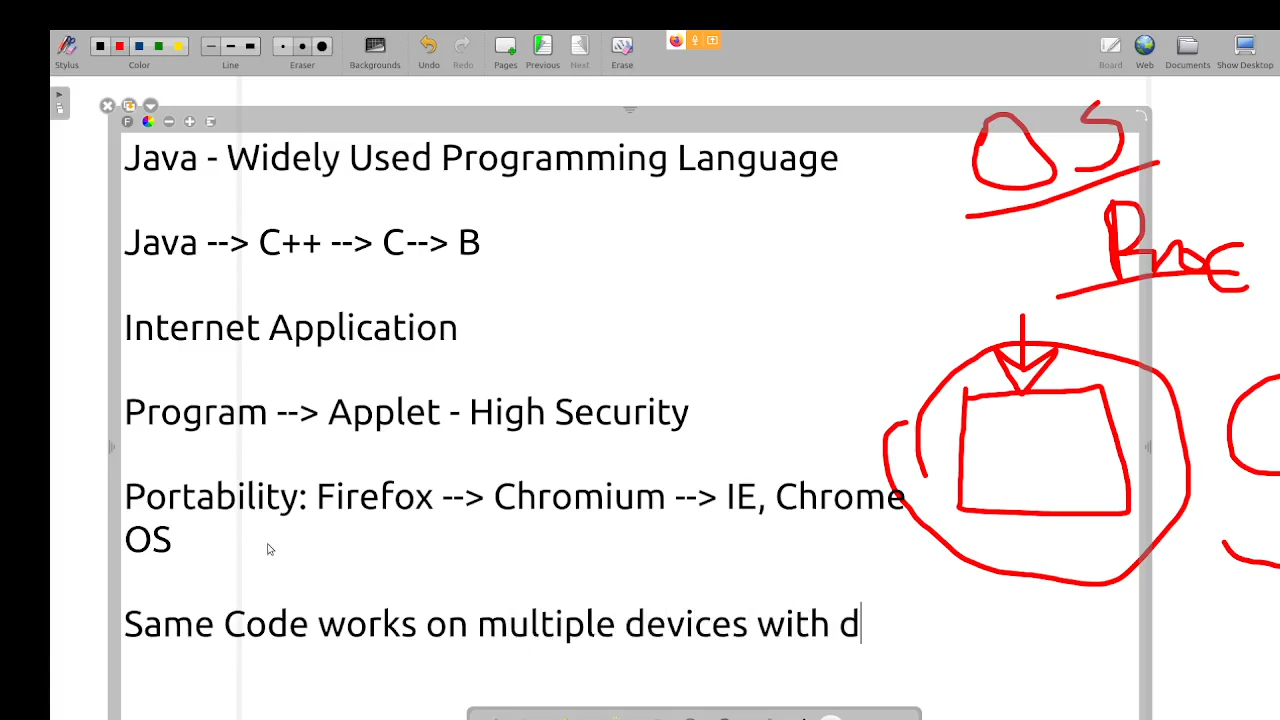 Stylus Color Line Eraser Backgrounds Undo Redo Pages Previous Next Erase Board Web Documents Show Desktop
Java - Widely Used Programming Language
OS
Java --> C++ --> C--> B
Proc
Internet Application
Program --> Applet - High Security
Portability: Firefox --> Chromium --> IE, Chrome
OS
Same Code works on multiple devices with d